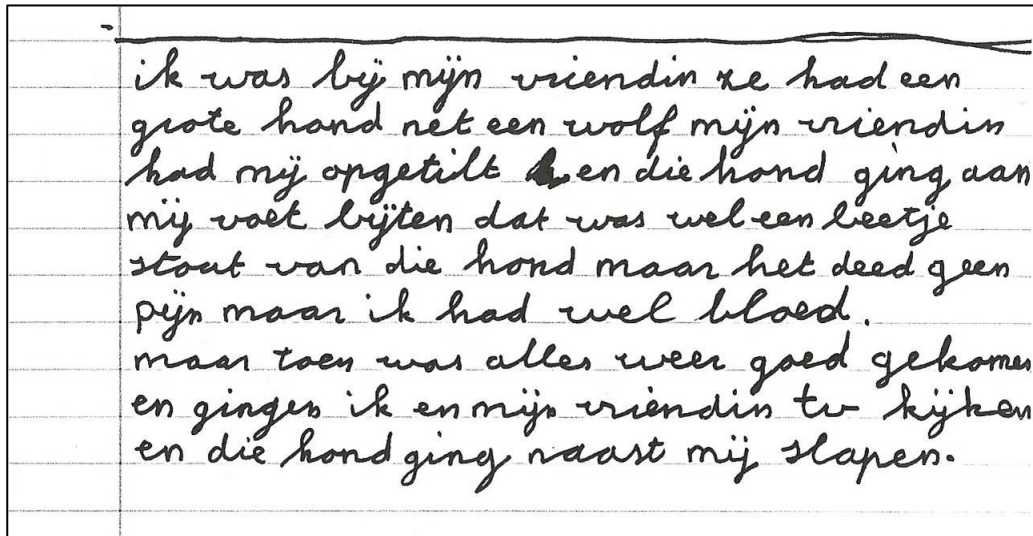 ik was bij mijn vriendin ze had een
grote hond net een wolf mijn vriendin
had mij opgetilt en die hond ging aan
mij voet bijten dat was wel een beetje
stout van die hond maar het deed geen
pijn maar ik had wel bloed.
maar toen was alles weer goed gekomen
en gingen ik en mijn vriendin tv kijken
en die hond ging naast mij slapen.